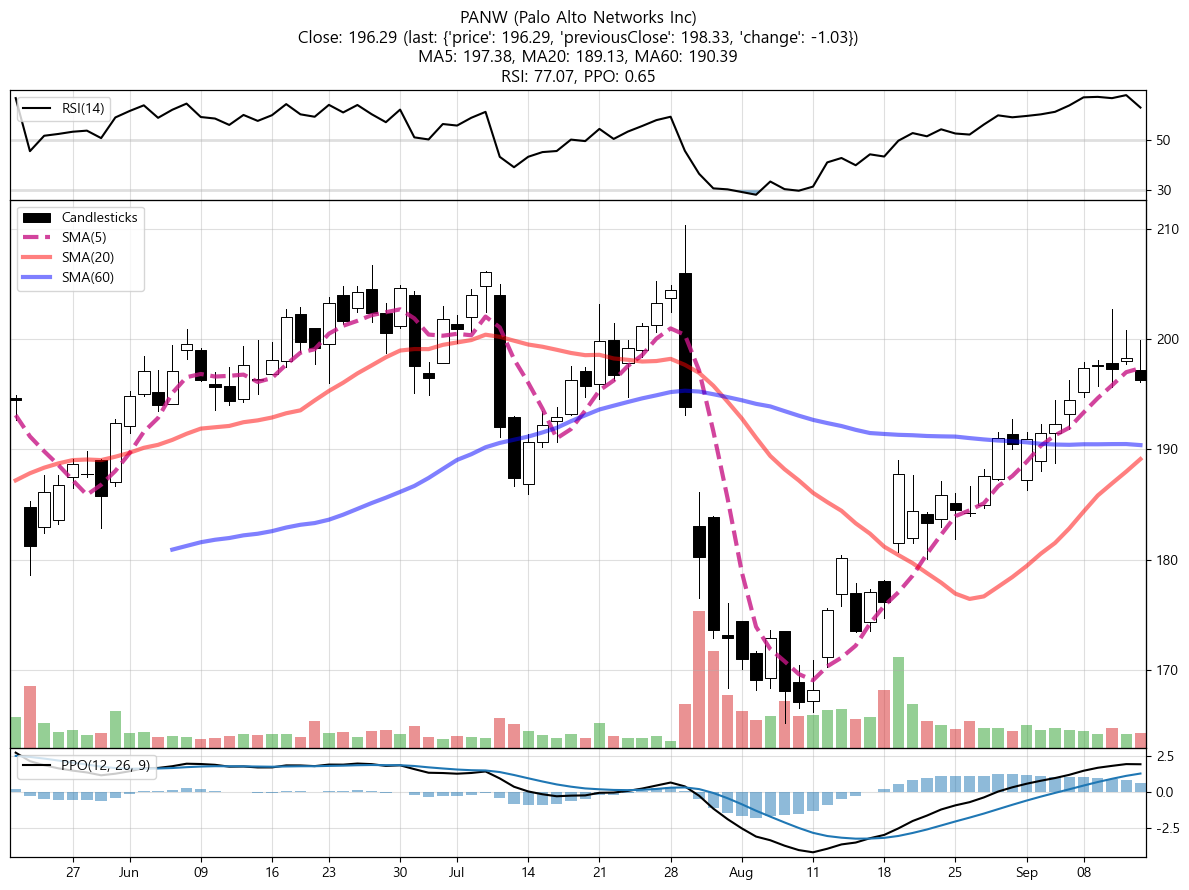 PANW (Palo Alto Networks Inc)
Close: 196.29 (last: {'price': 196.29, 'previousClose': 198.33, 'change': -1.03})
MA5: 197.38, MA20: 189.13, MA60: 190.39
RSI: 77.07, PPO: 0.65
RSI(14)
50
30
Candlesticks
SMA(5)
SMA(20)
SMA(60)
210
200
190
180
170
PPO(12, 26, 9)
2.5
0.0
-2.5
27 Jun 09 16 23 30 Jul 14 21 28 Aug 11 18 25 Sep 08